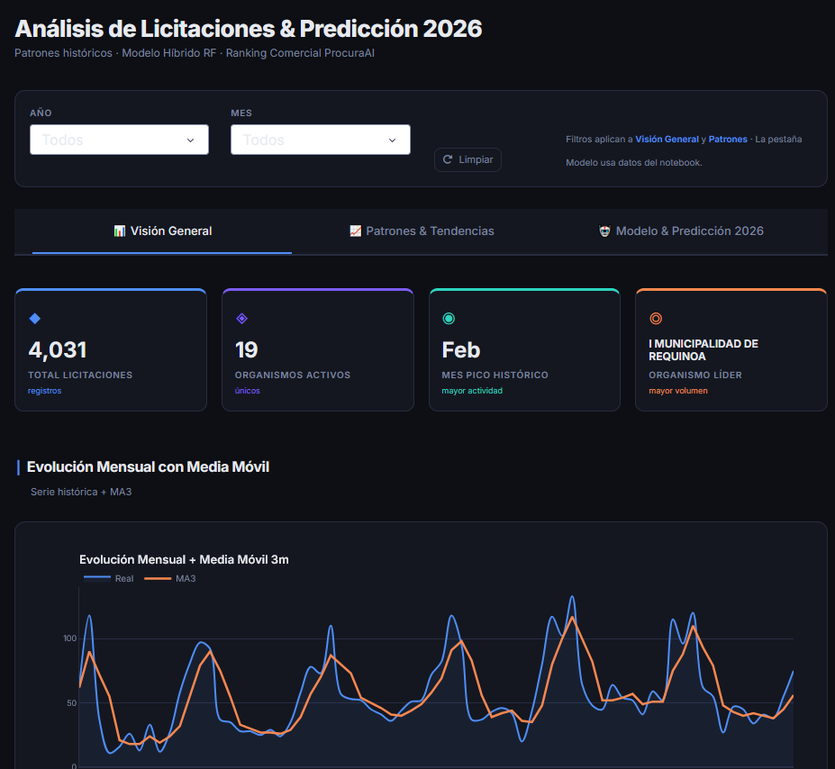 Análisis de Licitaciones & Predicción 2026
Patrones históricos · Modelo Híbrido RF · Ranking Comercial ProcuraAI
AÑO
MES
Todos
Todos
Limpiar
Filtros aplican a Visión General y Patrones · La pestaña
Modelo usa datos del notebook.
Visión General
Patrones & Tendencias
Modelo & Predicción 2026
4,031
TOTAL LICITACIONES
registros
19
ORGANISMOS ACTIVOS
únicos
Feb
MES PICO HISTÓRICO
mayor actividad
I MUNICIPALIDAD DE
REQUINOA
ORGANISMO LÍDER
mayor volumen
Evolución Mensual con Media Móvil
Serie histórica + MA3
Evolución Mensual + Media Móvil 3m
Real
MA3
100
50
0